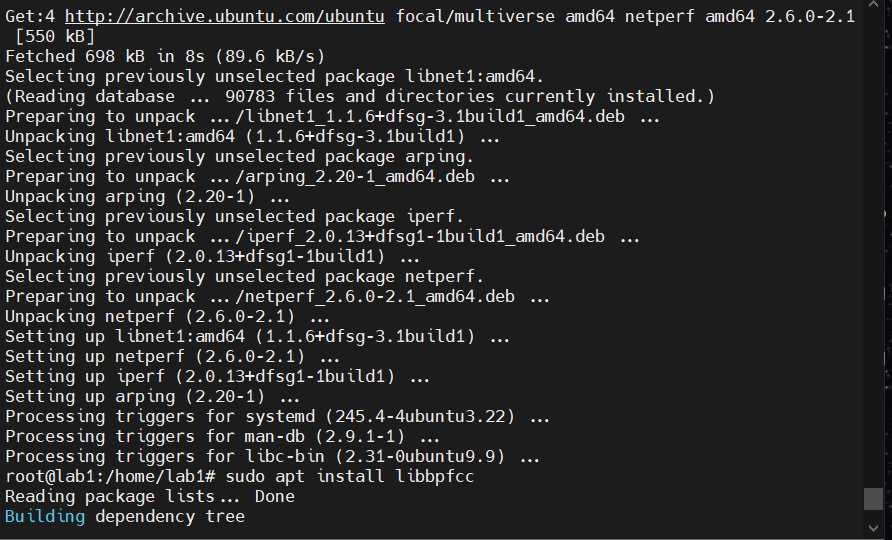 Get:4 http://archive.ubuntu.com/ubuntu focal/multiverse amd64 netperf amd64 2.6.0-2.1
[550 kB]
Fetched 698 kB in 8s (89.6 kB/s)
Selecting previously unselected package libnet1:amd64.
(Reading database ... 90783 files and directories currently installed.)
Preparing to unpack .../libnet1_1.1.6+dfsg-3.1build1_amd64.deb ...
Unpacking libnet1:amd64 (1.1.6+dfsg-3.1build1) ...
Selecting previously unselected package arping.
Preparing to unpack .../arping_2.20-1_amd64.deb ...
Unpacking arping (2.20-1) ...
Selecting previously unselected package iperf.
Preparing to unpack .../iperf_2.0.13+dfsg1-1build1_amd64.deb ...
Unpacking iperf (2.0.13+dfsg1-1build1) ...
Selecting previously unselected package netperf.
Preparing to unpack .../netperf_2.6.0-2.1_amd64.deb ...
Unpacking netperf (2.6.0-2.1) ...
Setting up libnet1:amd64 (1.1.6+dfsg-3.1build1) ...
Setting up netperf (2.6.0-2.1) ...
Setting up iperf (2.0.13+dfsg1-1build1) ...
Setting up arping (2.20-1) ...
Processing triggers for systemd (245.4-4ubuntu3.22) ...
Processing triggers for man-db (2.9.1-1) ...
Processing triggers for libc-bin (2.31-0ubuntu9.9) ...
root@lab1:/home/lab1# sudo apt install libbpfcc
Reading package lists... Done
Building dependency tree